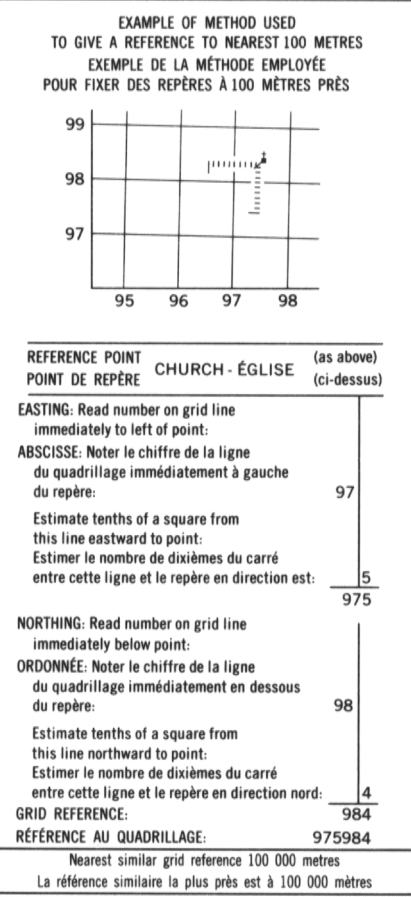 EXAMPLE OF METHOD USED
TO GIVE A REFERENCE TO NEAREST 100 METRES
EXEMPLE DE LA MÉTHODE EMPLOYÉE
POUR FIXER DES REPÈRES À 100 MÈTRES PRÈS
99
98
97
95 96 97 98
REFERENCE POINT
POINT DE REPÈRE
CHURCH - ÉGLISE
(as above)
(ci-dessus)
EASTING: Read number on grid line
immediately to left of point:
ABSCISSE: Noter le chiffre de la ligne
du quadrillage immédiatement à gauche
du repère: 97
Estimate tenths of a square from
this line eastward to point:
Estimer le nombre de dixièmes du carré
entre cette ligne et le repère en direction est: 5
975
NORTHING: Read number on grid line
immediately below point:
ORDONNÉE: Noter le chiffre de la ligne
du quadrillage immédiatement en dessous
du repère: 98
Estimate tenths of a square from
this line northward to point:
Estimer le nombre de dixièmes du carré
entre cette ligne et le repère en direction nord: 4
GRID REFERENCE: 984
RÉFÉRENCE AU QUADRILLAGE: 975984
Nearest similar grid reference 100 000 metres
La référence similaire la plus près est à 100 000 mètres